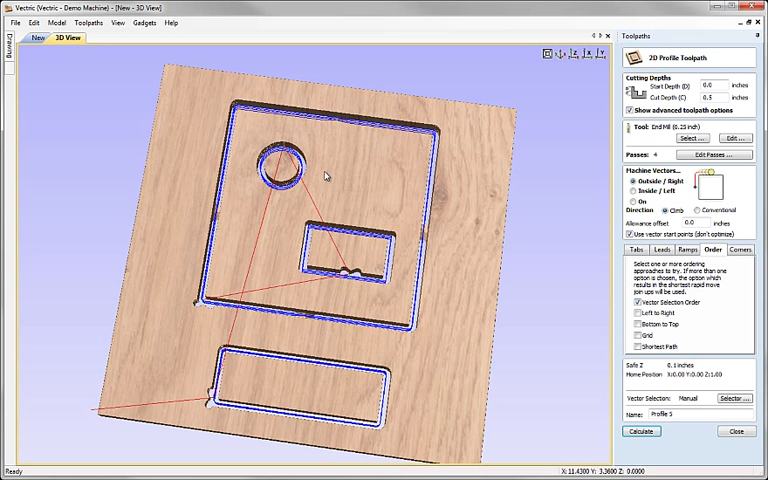 Vectric (Vectric - Demo Machine) - [New - 3D View]
File Edit Model Toolpaths View Gadgets Help
Drawing
New 3D View
Toolpaths
2D Profile Toolpath
Cutting Depths
Start Depth (D) 0.0 inches
Cut Depth (C) 0.5 inches
Show advanced toolpath options
Tool: End Mill (0.25 inch)
Select ... Edit ...
Passes: 4 Edit Passes ...
Machine Vectors...
Outside / Right
Inside / Left
On
Direction Climb Conventional
Allowance offset 0.0 inches
Use vector start points (don't optimize)
Tabs Leads Ramps Order Corners
Select one or more ordering
approaches to try. If more than one
option is chosen, the option which
results in the shortest rapid move
join ups will be used.
Vector Selection Order
Left to Right
Bottom to Top
Grid
Shortest Path
Safe Z 0.1 inches
Home Position X:0.00 Y:0.00 Z:1.00
Vector Selection: Manual Selector ...
Name: Profile 5
Calculate Close
Ready
X: 11.4300 Y: 3.3600 Z: 0.0000